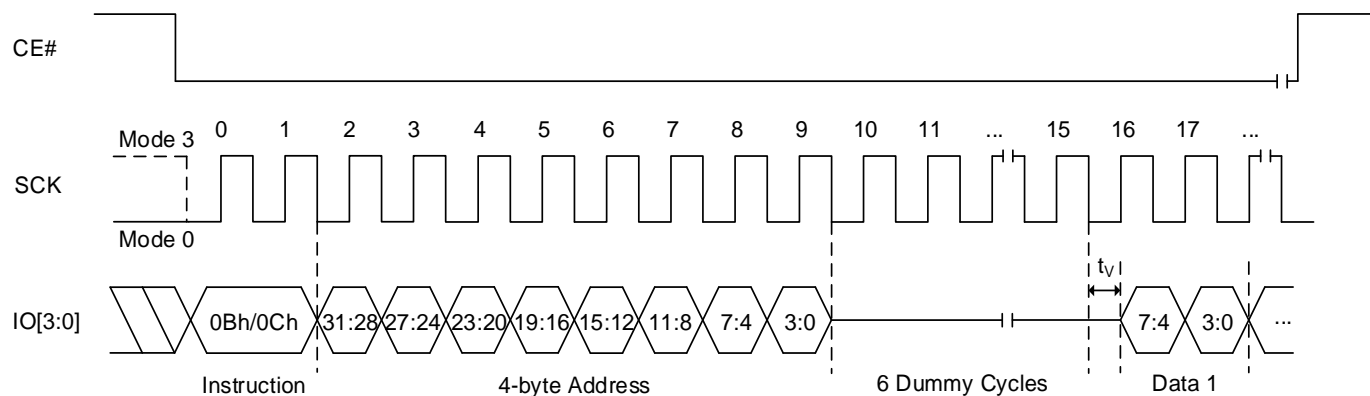 CE#
Mode 3 0 1 2 3 4 5 6 7 8 9 10 11 ... 15 16 17 ...
SCK
Mode 0
tV
IO[3:0] 0Bh/0Ch 31:28 27:24 23:20 19:16 15:12 11:8 7:4 3:0 7:4 3:0 ...
Instruction 4-byte Address 6 Dummy Cycles Data 1